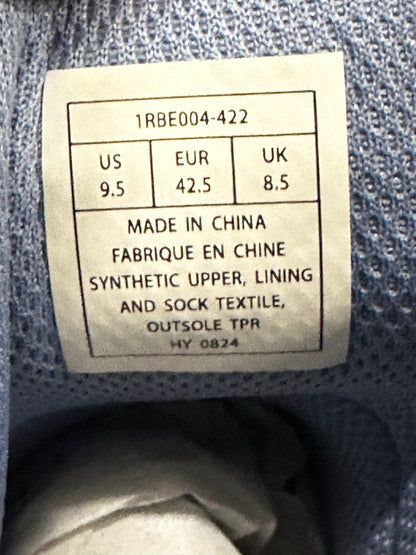 1RBE004-422
US EUR UK
9.5 42.5 8.5
MADE IN CHINA
FABRIQUE EN CHINE
SYNTHETIC UPPER, LINING
AND SOCK TEXTILE,
OUTSOLE TPR
HY 0824